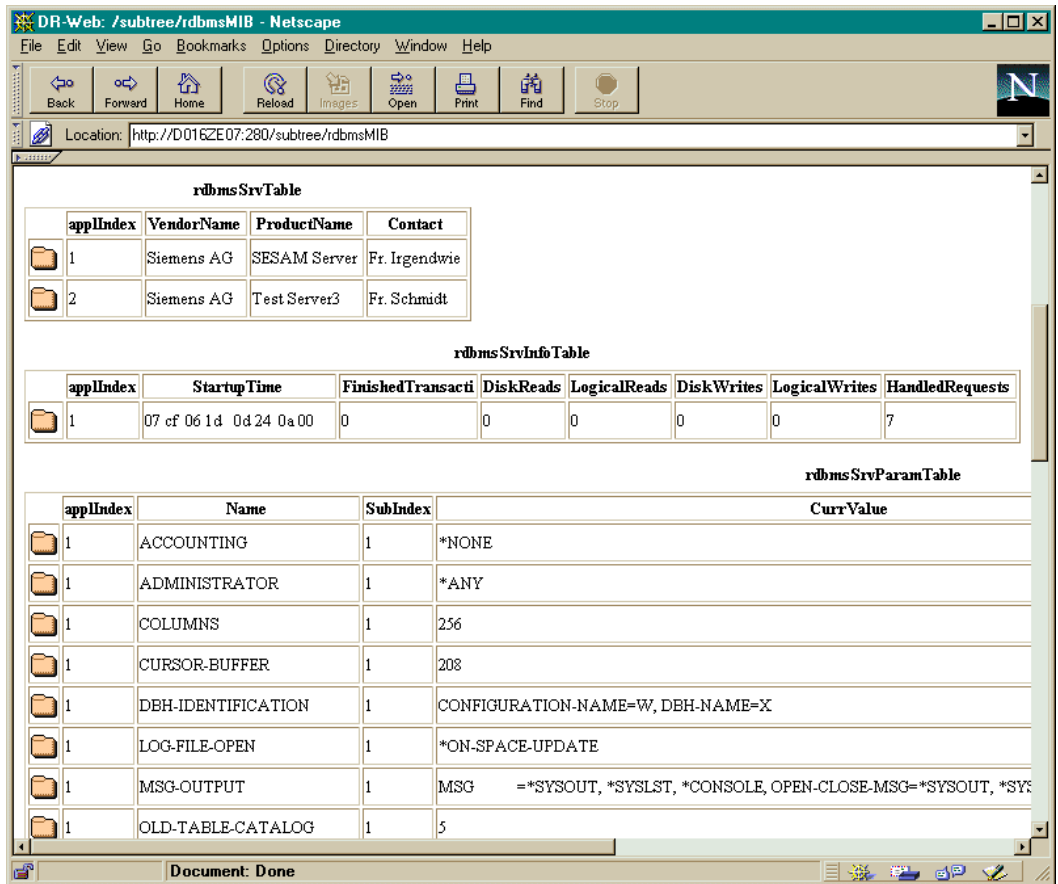 DR-Web: /subtree/rdbmsMIB - Netscape
File Edit View Go Bookmarks Options Directory Window Help
Back Forward Home Reload Images Open Print Find Stop
N
Location: http://D016ZE07:280/subtree/rdbmsMIB
rdbmsSrvTable
applIndex VendorName ProductName Contact
1 Siemens AG SESAM Server Fr. Irgendwie
2 Siemens AG Test Server3 Fr. Schmidt
rdbmsSrvInfoTable
applIndex StartupTime FinishedTransacti DiskReads LogicalReads DiskWrites LogicalWrites HandledRequests
1 07 cf 06 1d 0d 24 0a 00 0 0 0 0 0 7
rdbmsSrvParamTable
applIndex Name SubIndex CurrValue
1 ACCOUNTING 1 *NONE
1 ADMINISTRATOR 1 *ANY
1 COLUMNS 1 256
1 CURSOR-BUFFER 1 208
1 DBH-IDENTIFICATION 1 CONFIGURATION-NAME=W, DBH-NAME=X
1 LOG-FILE-OPEN 1 *ON-SPACE-UPDATE
1 MSG-OUTPUT 1 MSG =*SYSOUT, *SYSLST, *CONSOLE, OPEN-CLOSE-MSG=*SYSOUT, *SYS
1 OLD-TABLE-CATALOG 1 5
Document: Done